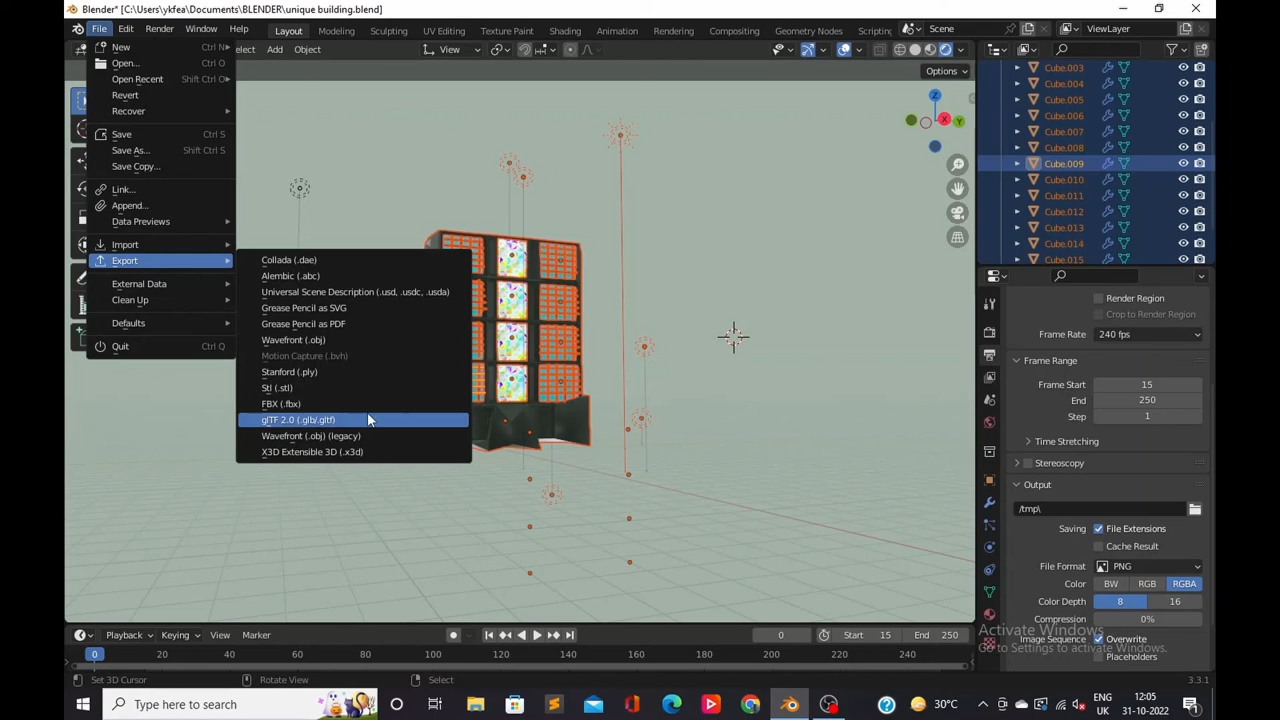 Blender* [C:\Users\ykfea\Documents\BLENDER\unique building.blend]
File Edit Render Window Help Layout Modeling Sculpting UV Editing Texture Paint Shading Animation Rendering Compositing Geometry Nodes Scripting Scene ViewLayer
New Ctrl N
Open... Ctrl O
Open Recent Shift Ctrl O
Revert
Recover
Save Ctrl S
Save As... Shift Ctrl S
Save Copy...
Link...
Append...
Data Previews
Import
Export
External Data
Clean Up
Defaults
Quit Ctrl Q
Collada (.dae)
Alembic (.abc)
Universal Scene Description (.usd, .usdc, .usda)
Grease Pencil as SVG
Grease Pencil as PDF
Wavefront (.obj)
Motion Capture (.bvh)
Stanford (.ply)
Stl (.stl)
FBX (.fbx)
glTF 2.0 (.glb/.gltf)
Wavefront (.obj) (legacy)
X3D Extensible 3D (.x3d)
Add Object View
Options
Z
X
Y
Cube.003
Cube.004
Cube.005
Cube.006
Cube.007
Cube.008
Cube.009
Cube.010
Cube.011
Cube.012
Cube.013
Cube.014
Cube.015
Render Region
Crop to Render Region
Frame Rate 240 fps
Frame Range
Frame Start 15
End 250
Step 1
Time Stretching
Stereoscopy
Output
/tmp\
Saving File Extensions
Cache Result
File Format PNG
Color BW RGB RGBA
Color Depth 8 16
Compression 0%
Image Sequence Overwrite
Placeholders
Activate Windows
Go to Settings to activate Windows.
Playback Keying View Marker 0 Start 15 End 250
0 20 40 60 80 100 120 140 160 180 200 220 240
Set 3D Cursor Rotate View Select 3.3.1
Type here to search 30°C ENG UK 12:05 31-10-2022